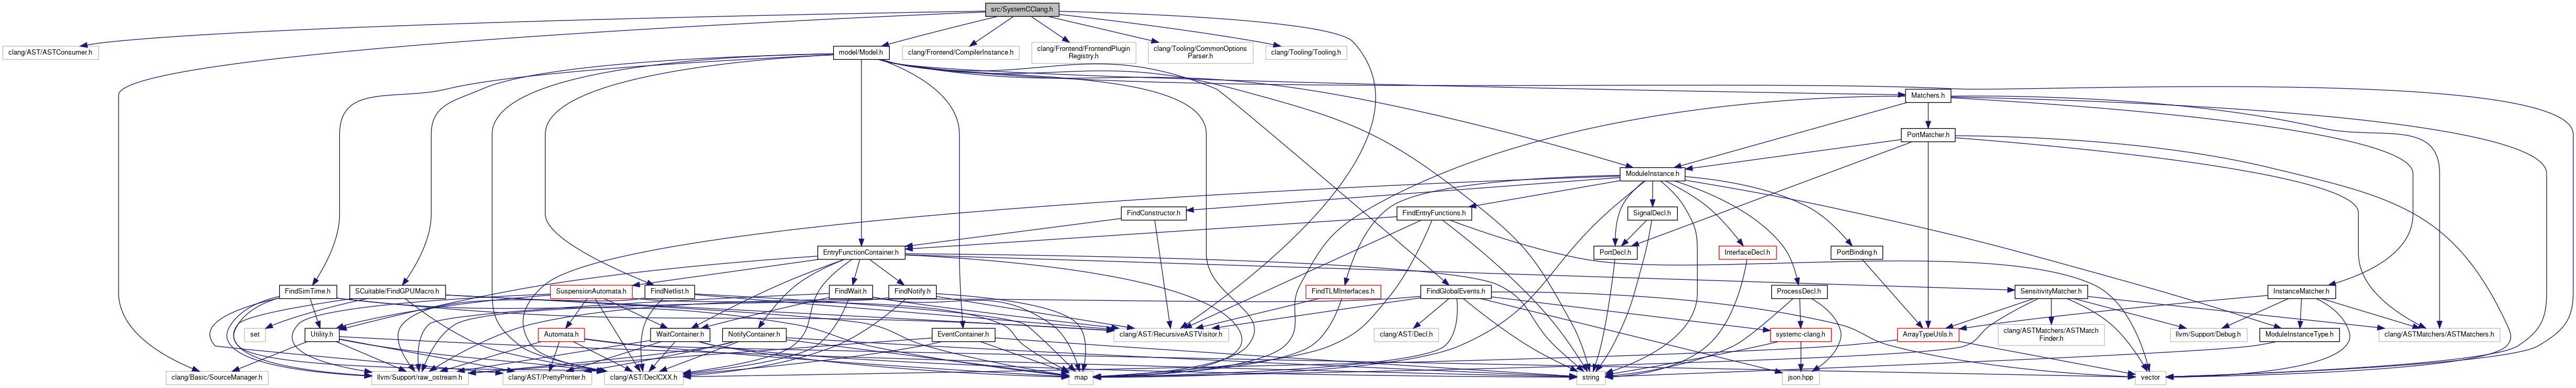 src/SystemCClang.h
clang/AST/ASTConsumer.h
model/Model.h
clang/Frontend/CompilerInstance.h
clang/Frontend/FrontendPlugin
Registry.h
clang/Tooling/CommonOptions
Parser.h
clang/Tooling/Tooling.h
Matchers.h
PortMatcher.h
ModuleInstance.h
FindConstructor.h
FindEntryFunctions.h
SignalDecl.h
EntryFunctionContainer.h
PortDecl.h
InterfaceDecl.h
PortBinding.h
FindSimTime.h
SCuitable/FindGPUMacro.h
SuspensionAutomata.h
FindNetlist.h
FindWait.h
FindNotify.h
FindTLMInterfaces.h
FindGlobalEvents.h
ProcessDecl.h
SensitivityMatcher.h
InstanceMatcher.h
set
Utility.h
Automata.h
WaitContainer.h
NotifyContainer.h
EventContainer.h
clang/AST/RecursiveASTVisitor.h
clang/AST/Decl.h
systemc-clang.h
ArrayTypeUtils.h
clang/ASTMatchers/ASTMatch
Finder.h
llvm/Support/Debug.h
ModuleInstanceType.h
clang/ASTMatchers/ASTMatchers.h
clang/Basic/SourceManager.h
llvm/Support/raw_ostream.h
clang/AST/PrettyPrinter.h
clang/AST/DeclCXX.h
map
string
json.hpp
vector